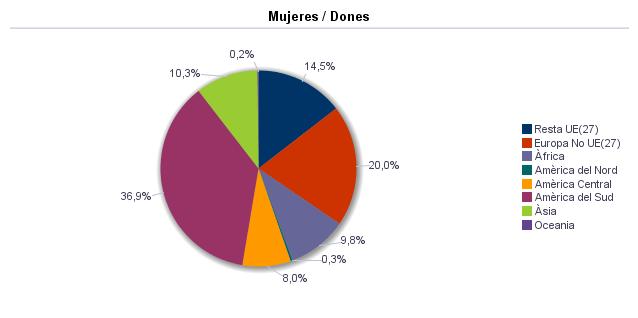 Mujeres / Dones
0,2%
14,5%
10,3%
20,0%
36,9%
9,8%
0,3%
8,0%
Resta UE(27)
Europa No UE(27)
Àfrica
Amèrica del Nord
Amèrica Central
Amèrica del Sud
Àsia
Oceania